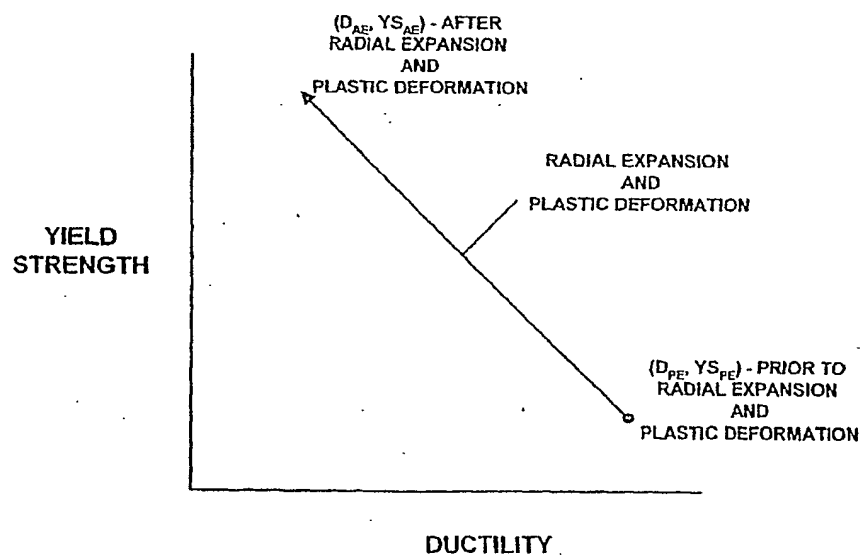 (D_AE, YS_AE) - AFTER
RADIAL EXPANSION
AND
PLASTIC DEFORMATION
RADIAL EXPANSION
AND
PLASTIC DEFORMATION
YIELD
STRENGTH
(D_PE, YS_PE) - PRIOR TO
RADIAL EXPANSION
AND
PLASTIC DEFORMATION
DUCTILITY